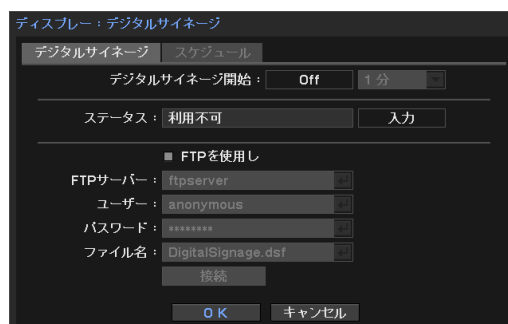 ディスプレー：デジタルサイネージ
デジタルサイネージ スケジュール
デジタルサイネージ開始： Off 1 分
ステータス： 利用不可 入力
FTPを使用し
FTPサーバー： ftpserver
ユーザー： anonymous
パスワード： ********
ファイル名： DigitalSignage.dsf
接続
OK キャンセル